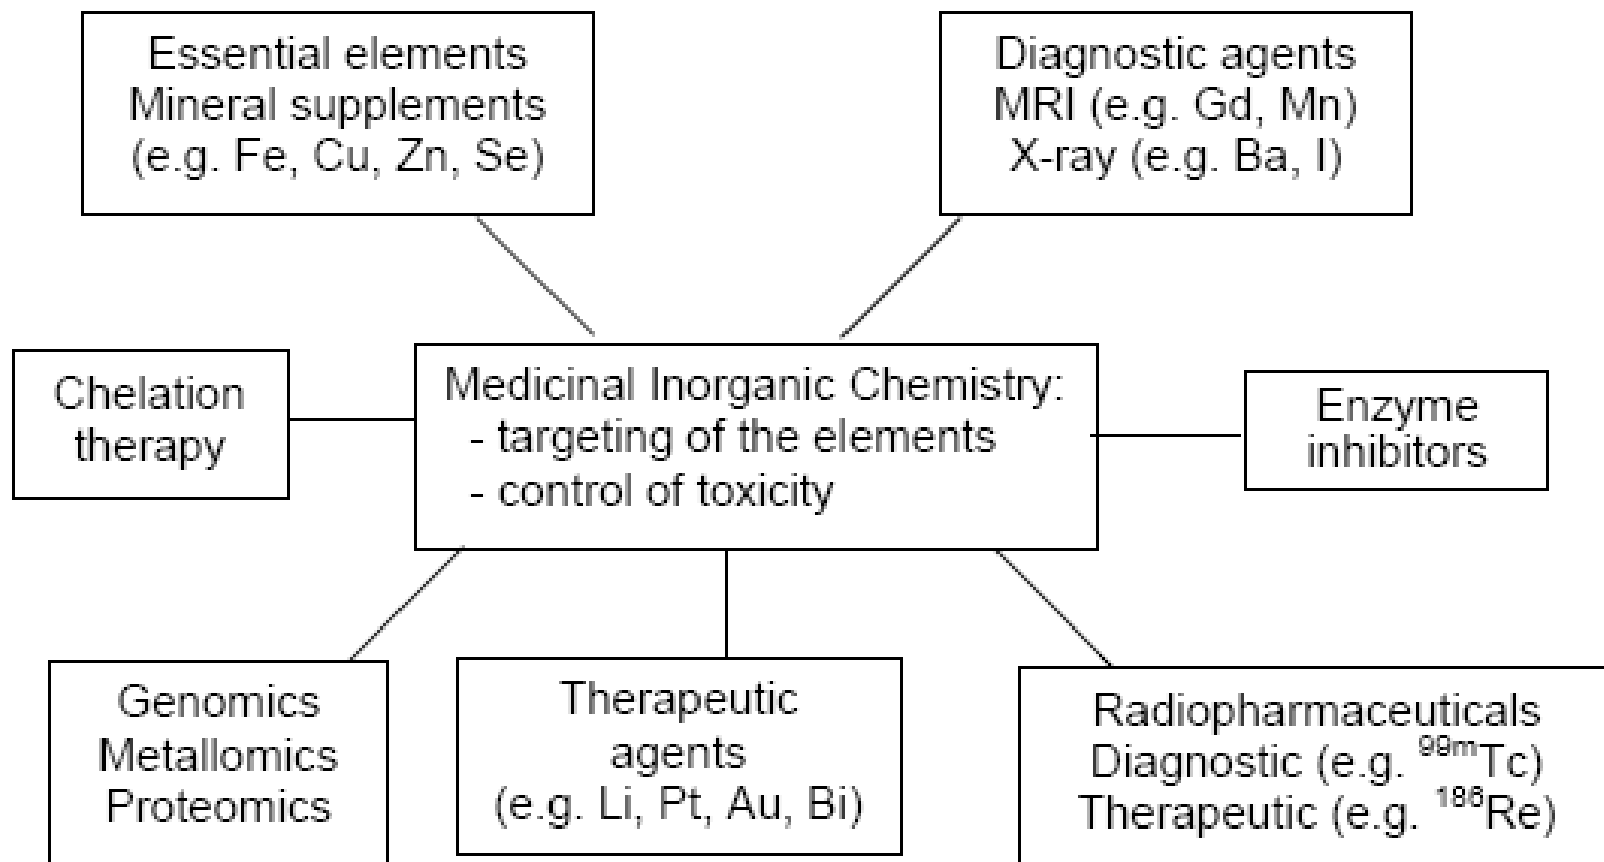 Essential elements
Mineral supplements
(e.g. Fe, Cu, Zn, Se)
Diagnostic agents
MRI (e.g. Gd, Mn)
X-ray (e.g. Ba, I)
Chelation
therapy
Medicinal Inorganic Chemistry:
- targeting of the elements
- control of toxicity
Enzyme
inhibitors
Genomics
Metallomics
Proteomics
Therapeutic
agents
(e.g. Li, Pt, Au, Bi)
Radiopharmaceuticals
Diagnostic (e.g. ⁹⁹ᵐTc)
Therapeutic (e.g. ¹⁸⁶Re)